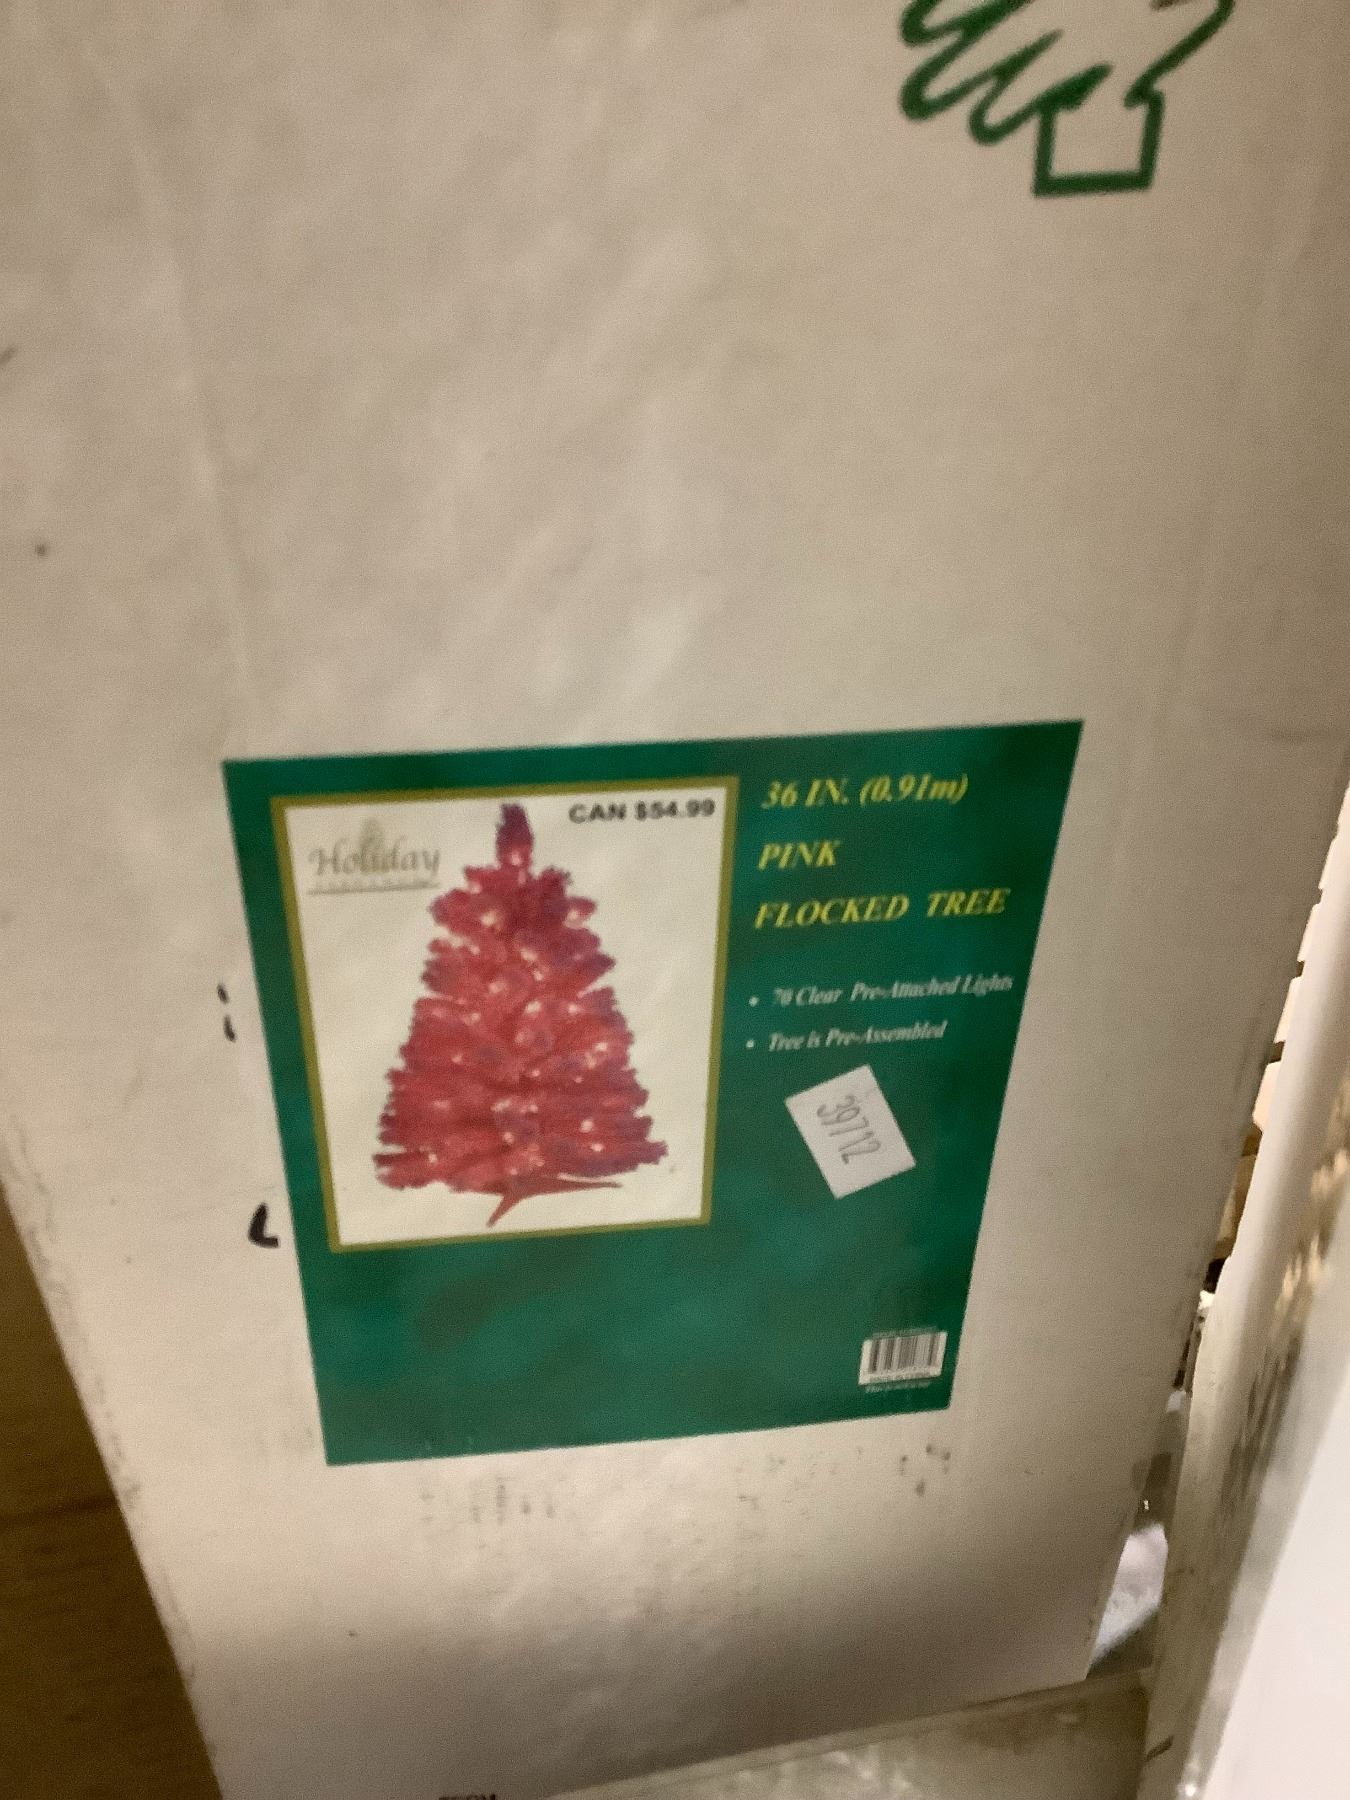 CAN $54.99
Holiday
36 IN. (0.91m)
PINK
FLOCKED TREE
• 70 Clear Pre-Attached Lights
• Tree is Pre-Assembled
39712